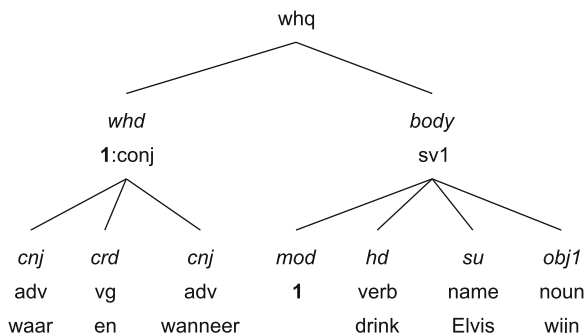 whq
whd body
1:conj sv1
cnj crd cnj mod hd su obj1
adv vg adv 1 verb name noun
waar en wanneer drink Elvis wijn